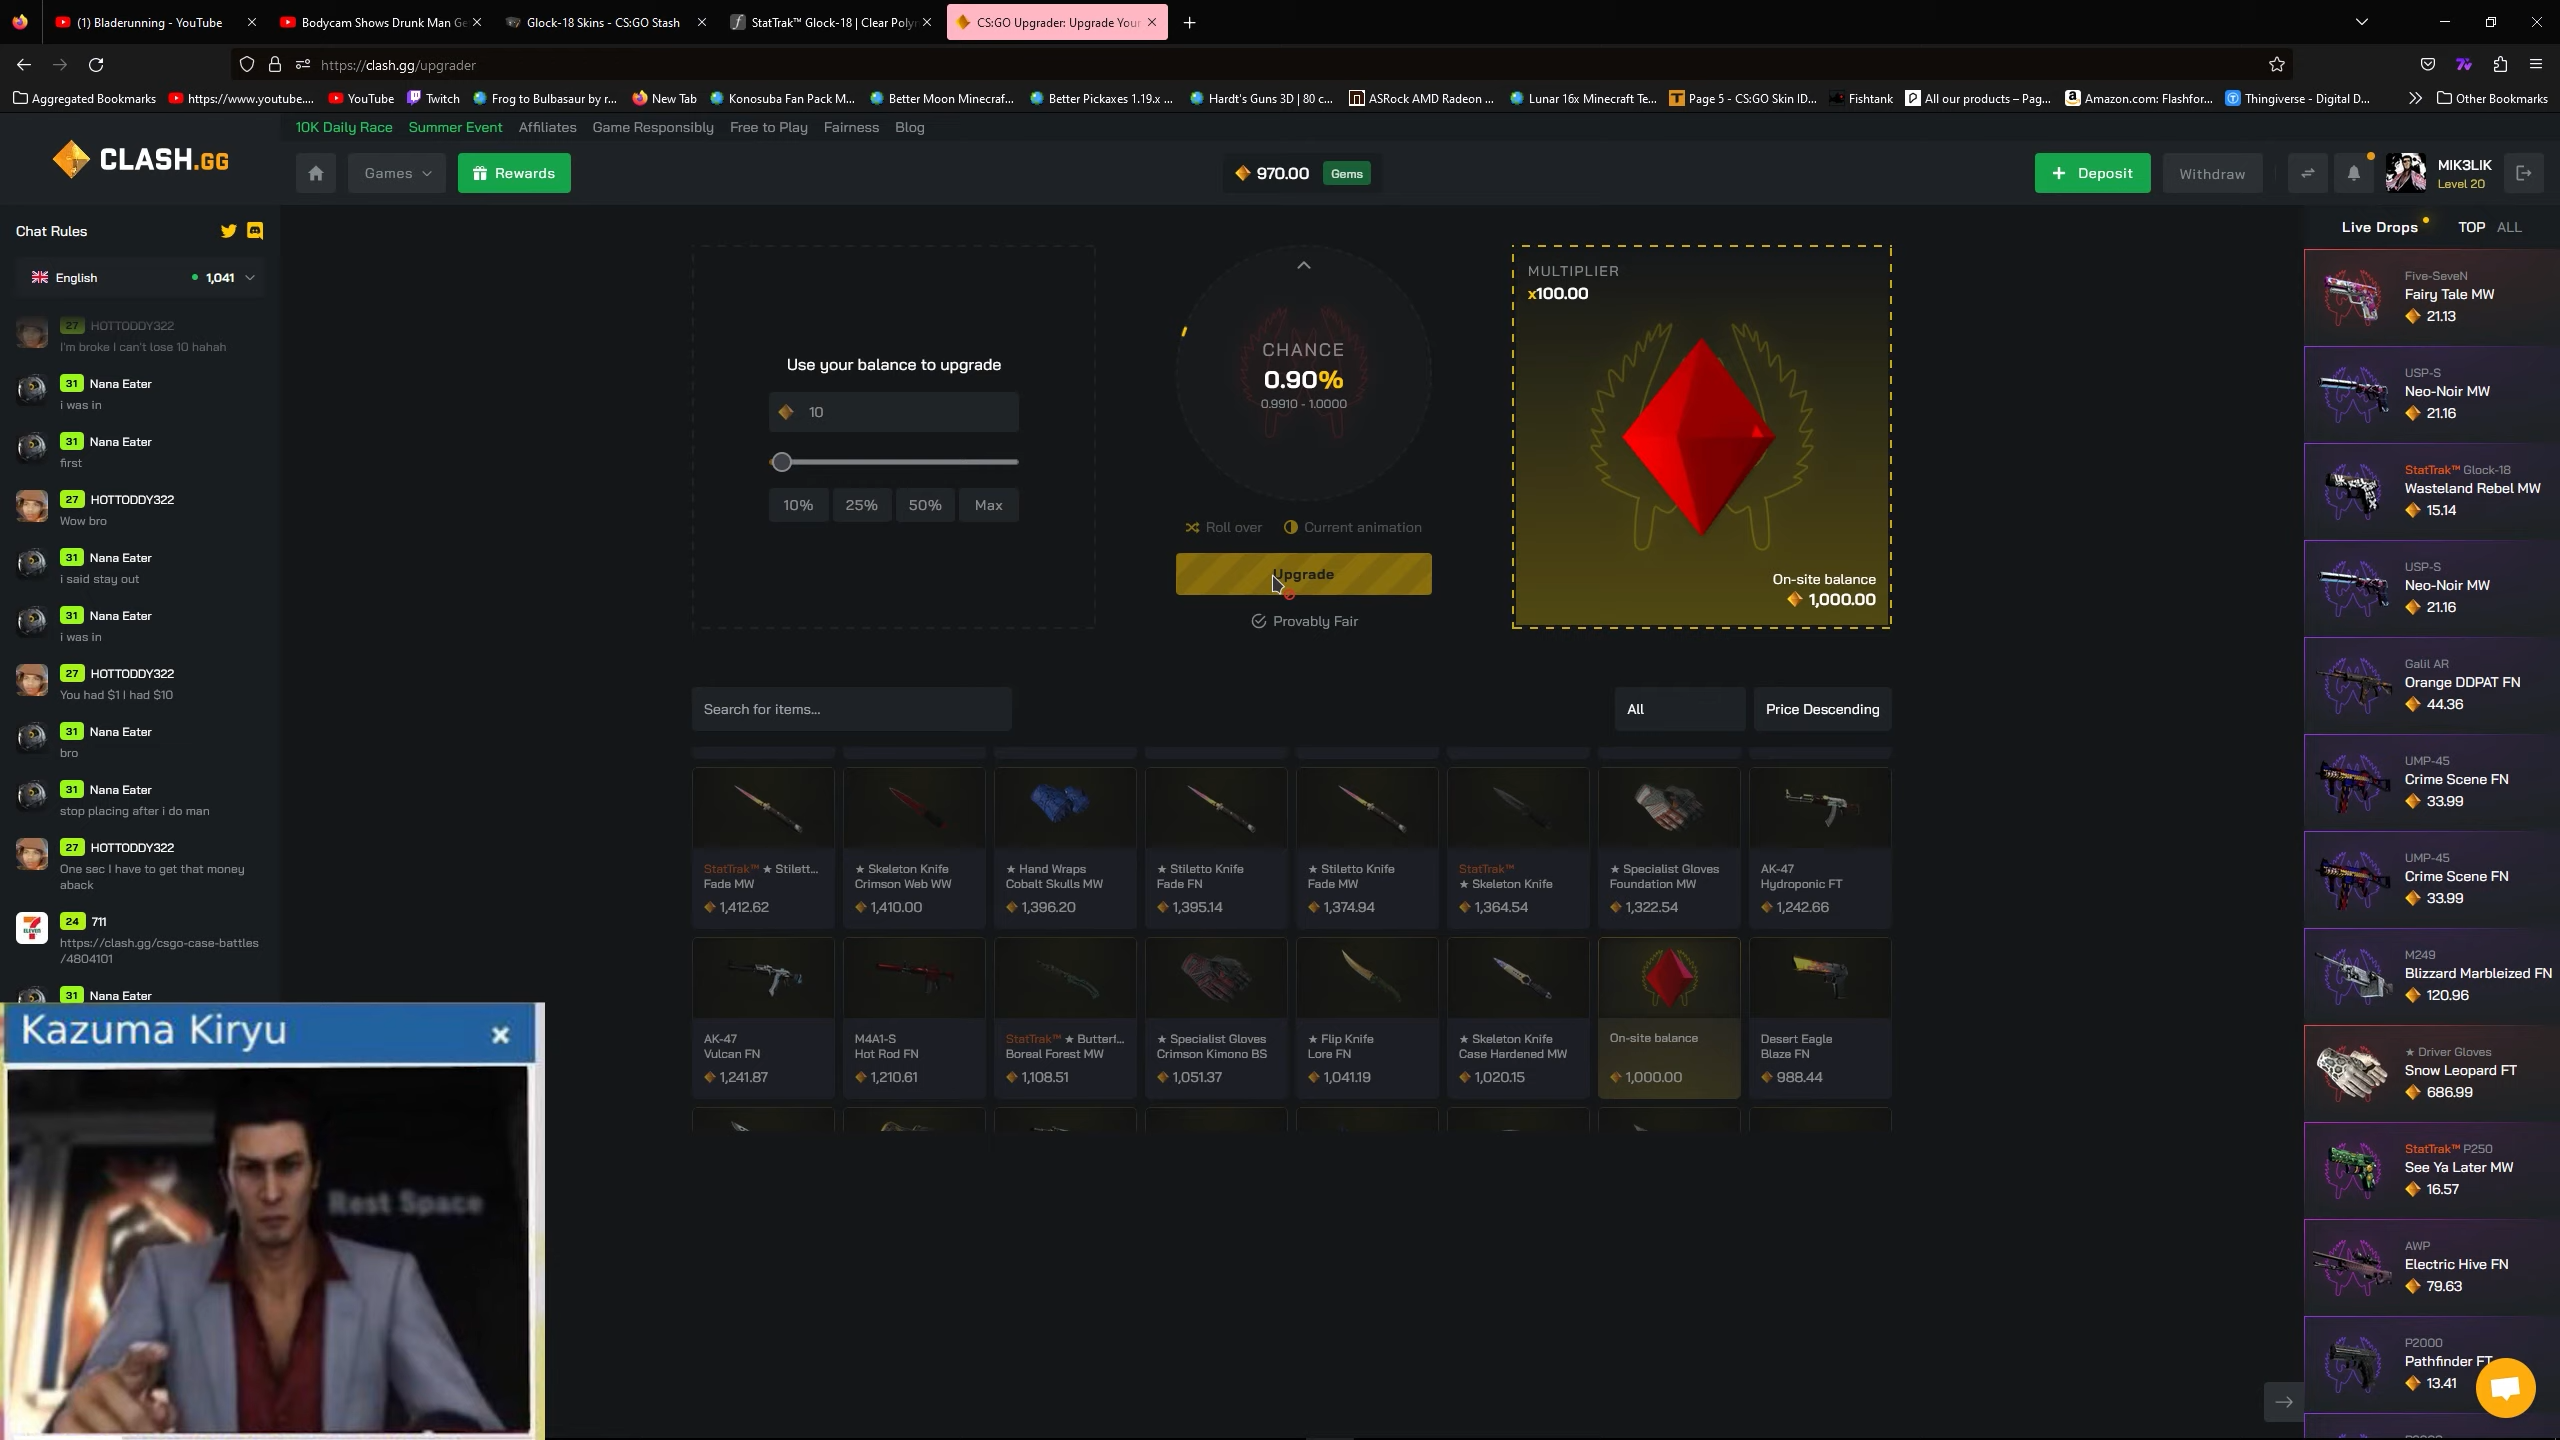 (1) Bladerunning - YouTube
Bodycam Shows Drunk Man Ge
Glock-18 Skins - CS:GO Stash
StatTrak™ Glock-18 | Clear Poly
CS:GO Upgrader: Upgrade Your
https://clash.gg/upgrader
Aggregated Bookmarks
https://www.youtube....
YouTube
Twitch
Frog to Bulbasaur by r...
New Tab
Konosuba Fan Pack M...
Better Moon Minecraf...
Better Pickaxes 1.19.x ...
Hardt's Guns 3D | 80 c...
ASRock AMD Radeon ...
Lunar 16x Minecraft Te...
Page 5 - CS:GO Skin ID...
Fishtank
All our products – Pag...
Amazon.com: Flashfor...
Thingiverse - Digital D...
Other Bookmarks
10K Daily Race
Summer Event
Affiliates
Game Responsibly
Free to Play
Fairness
Blog
CLASH.GG
Games
Rewards
970.00
Gems
+ Deposit
Withdraw
MIK3LIK
Level 20
Chat Rules
English
1,041
27 HOTTODDY322
I'm broke I can't lose 10 hahah
31 Nana Eater
i was in
31 Nana Eater
first
27 HOTTODDY322
Wow bro
31 Nana Eater
i said stay out
31 Nana Eater
i was in
27 HOTTODDY322
You had $1 I had $10
31 Nana Eater
bro
31 Nana Eater
stop placing after i do man
27 HOTTODDY322
One sec I have to get that money
aback
24 711
https://clash.gg/csgo-case-battles
/4804101
31 Nana Eater
Kazuma Kiryu
Rest Space
Use your balance to upgrade
10
10%
25%
50%
Max
CHANCE
0.90%
0.9910 - 1.0000
Roll over
Current animation
Upgrade
Provably Fair
MULTIPLIER
x100.00
On-site balance
1,000.00
Search for items...
All
Price Descending
StatTrak™ ★ Stilett...
Fade MW
1,412.62
★ Skeleton Knife
Crimson Web WW
1,410.00
★ Hand Wraps
Cobalt Skulls MW
1,396.20
★ Stiletto Knife
Fade FN
1,395.14
★ Stiletto Knife
Fade MW
1,374.94
StatTrak™
★ Skeleton Knife
1,364.54
★ Specialist Gloves
Foundation MW
1,322.54
AK-47
Hydroponic FT
1,242.66
AK-47
Vulcan FN
1,241.87
M4A1-S
Hot Rod FN
1,210.61
StatTrak™ ★ Butterf...
Boreal Forest MW
1,108.51
★ Specialist Gloves
Crimson Kimono BS
1,051.37
★ Flip Knife
Lore FN
1,041.19
★ Skeleton Knife
Case Hardened MW
1,020.15
On-site balance
1,000.00
Desert Eagle
Blaze FN
988.44
Live Drops
TOP
ALL
Five-SeveN
Fairy Tale MW
21.13
USP-S
Neo-Noir MW
21.16
StatTrak™ Glock-18
Wasteland Rebel MW
15.14
USP-S
Neo-Noir MW
21.16
Galil AR
Orange DDPAT FN
44.36
UMP-45
Crime Scene FN
33.99
UMP-45
Crime Scene FN
33.99
M249
Blizzard Marbleized FN
120.96
★ Driver Gloves
Snow Leopard FT
686.99
StatTrak™ P250
See Ya Later MW
16.57
AWP
Electric Hive FN
79.63
P2000
Pathfinder FT
13.41